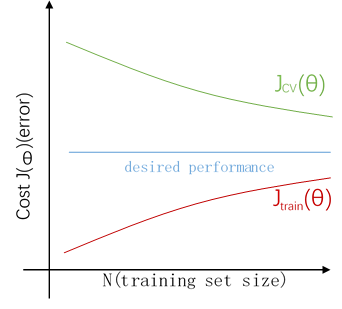 J_CV(θ)
desired performance
J_train(θ)
Cost J(Θ)(error)
N(training set size)